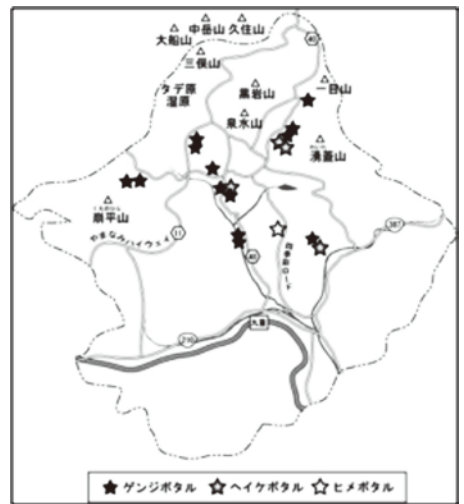 中岳山 久住山
大船山
三俣山
40
タデ原
湿原
黒岩山
一目山
泉水山
涌蓋山
扇平山
やまなみハイウェイ
11
40
四季彩ロード
387
210
大事
★ ゲンジボタル ★ ヘイケボタル ☆ ヒメボタル